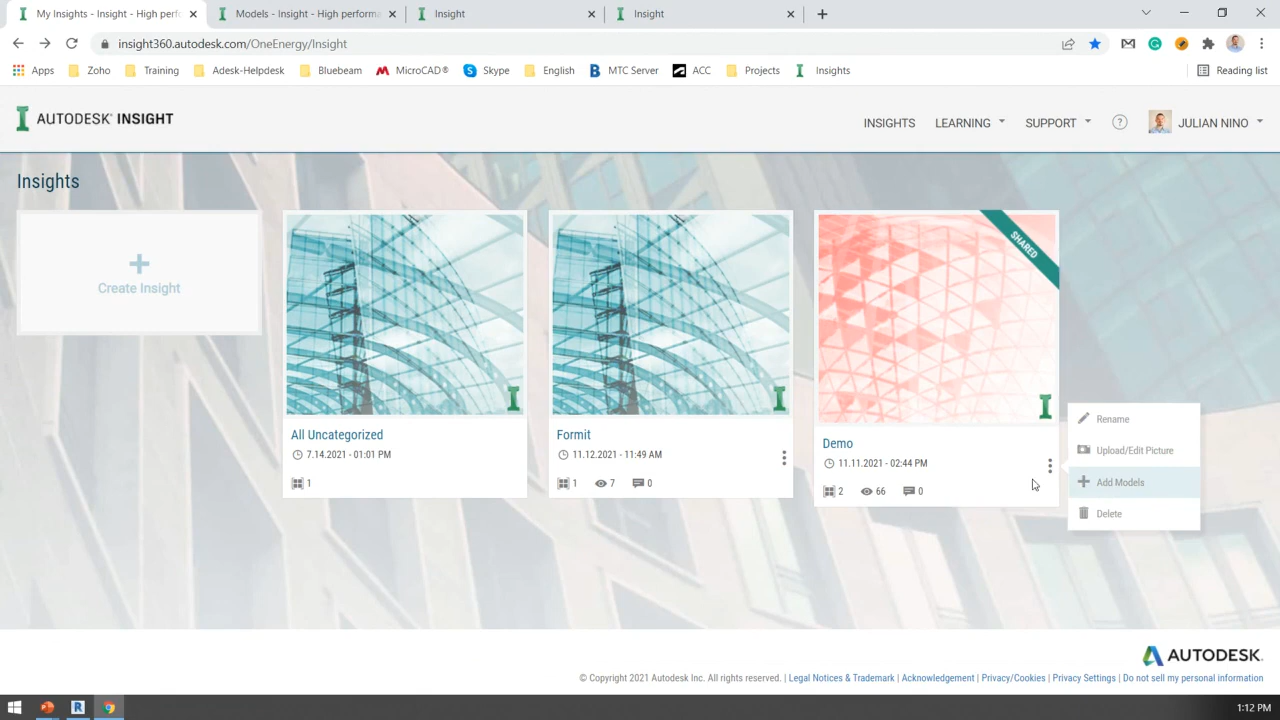 My Insights - Insight - High perf
Models - Insight - High performa
Insight
Insight
insight360.autodesk.com/OneEnergy/Insight
Apps
Zoho
Training
Adesk-Helpdesk
Bluebeam
MicroCAD®
Skype
English
MTC Server
ACC
Projects
Insights
Reading list
AUTODESK® INSIGHT
INSIGHTS
LEARNING
SUPPORT
JULIAN NINO
Insights
Create Insight
SHARED
All Uncategorized
7.14.2021 - 01:01 PM
1
Formit
11.12.2021 - 11:49 AM
1 7 0
Demo
11.11.2021 - 02:44 PM
2 66 0
Rename
Upload/Edit Picture
Add Models
Delete
AUTODESK.
© Copyright 2021 Autodesk Inc. All rights reserved. | Legal Notices & Trademark | Acknowledgement | Privacy/Cookies | Privacy Settings | Do not sell my personal information
1:12 PM